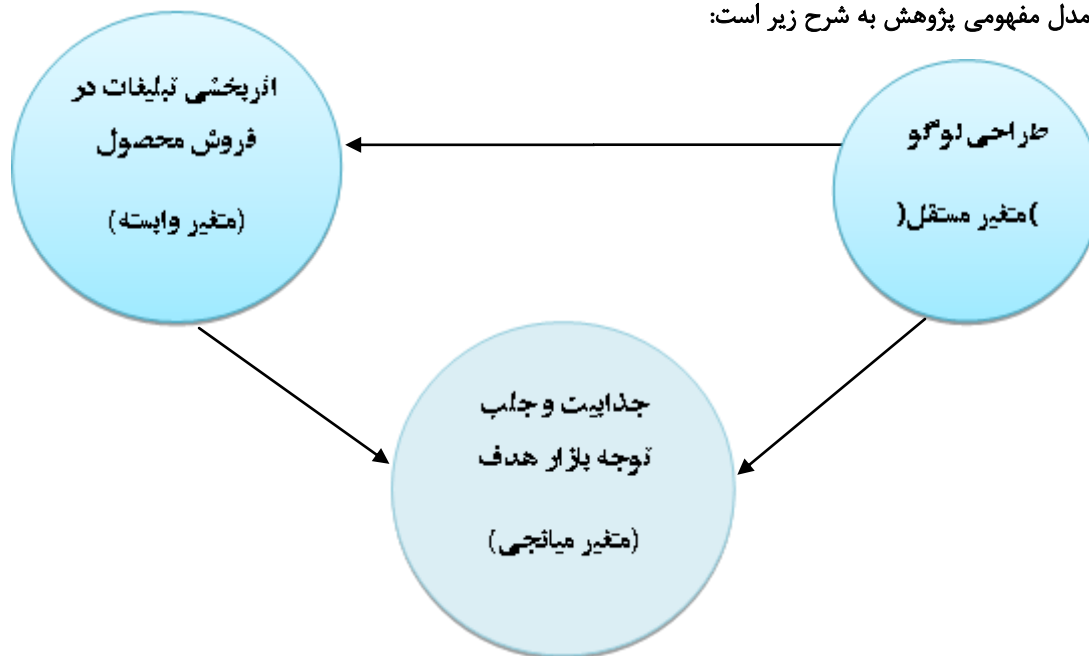 مدل مفهومی پژوهش به شرح زیر است:
طراحی لوگو
)متغیر مستقل(
اثربخشی تبلیغات در
فروش محصول
(متغیر وابسته)
جذابیت و جلب
توجه بازار هدف
(متغیر میانجی)